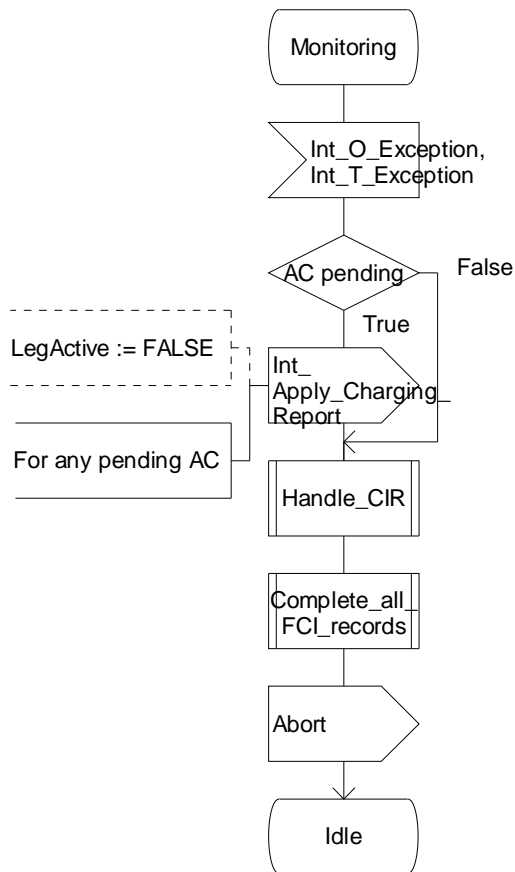 Monitoring
Int_O_Exception,
Int_T_Exception
AC pending
False
True
LegActive := FALSE
Int_
Apply_Charging_
Report
For any pending AC
Handle_CIR
Complete_all_
FCI_records
Abort
Idle